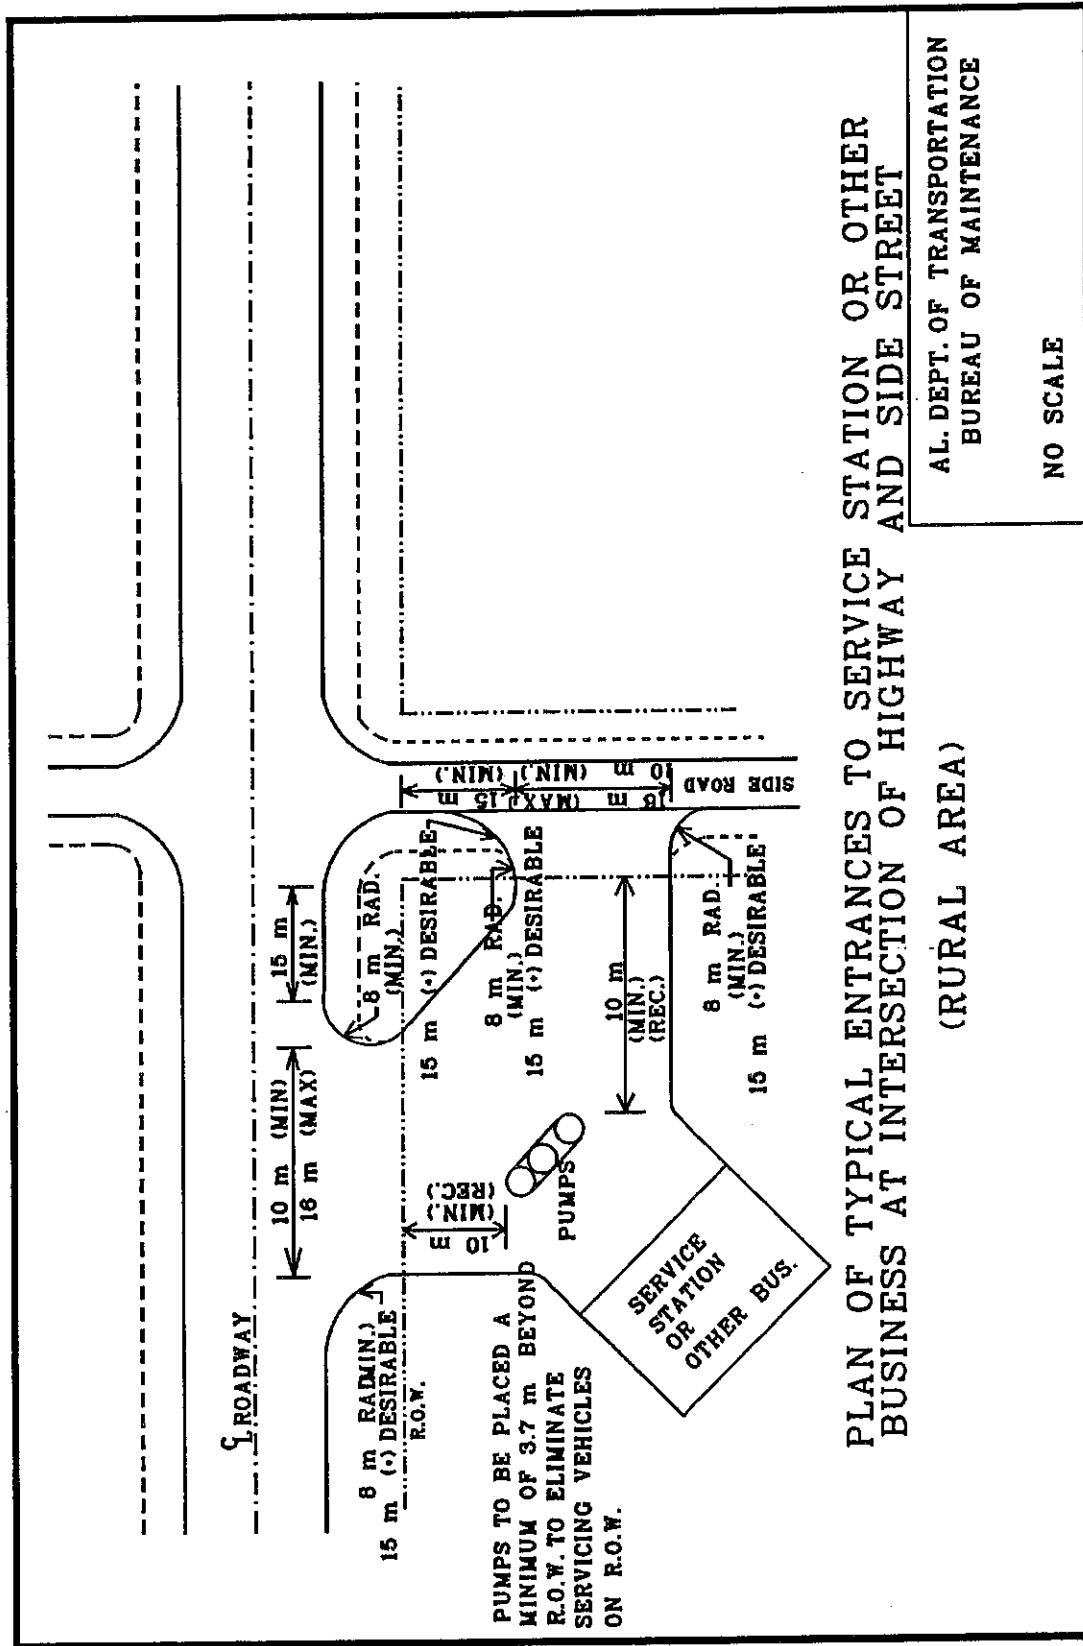 ℄ ROADWAY
10 m (MIN)
16 m (MAX)
15 m
(MIN.)
8 m RADMIN.)
15 m (+) DESIRABLE
R.O.W.
8 m RAD.
(MIN.)
15 m (+) DESIRABLE
8 m RAD.
(MIN.)
15 m (+) DESIRABLE
15 m
(MIN.)
10 m (MIN.)
16 m (MAX.)
SIDE ROAD
10 m
(MIN.)
(REC.)
10 m
(MIN.)
(REC.)
8 m RAD.
(MIN.)
15 m (+) DESIRABLE
PUMPS
PUMPS TO BE PLACED A
MINIMUM OF 3.7 m BEYOND
R.O.W. TO ELIMINATE
SERVICING VEHICLES
ON R.O.W.
SERVICE
STATION
OR
OTHER BUS.
PLAN OF TYPICAL ENTRANCES TO SERVICE STATION OR OTHER
BUSINESS AT INTERSECTION OF HIGHWAY AND SIDE STREET
(RURAL AREA)
AL. DEPT. OF TRANSPORTATION
BUREAU OF MAINTENANCE
NO SCALE